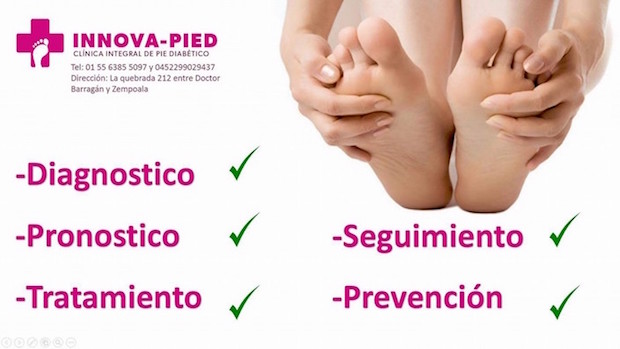 INNOVA-PIED
CLÍNICA INTEGRAL DE PIE DIABÉTICO
Tel: 01 55 6385 5097 y 0452299029437
Dirección: La quebrada 212 entre Doctor
Barragán y Zempoala
-Diagnostico
-Pronostico
-Tratamiento
-Seguimiento
-Prevención